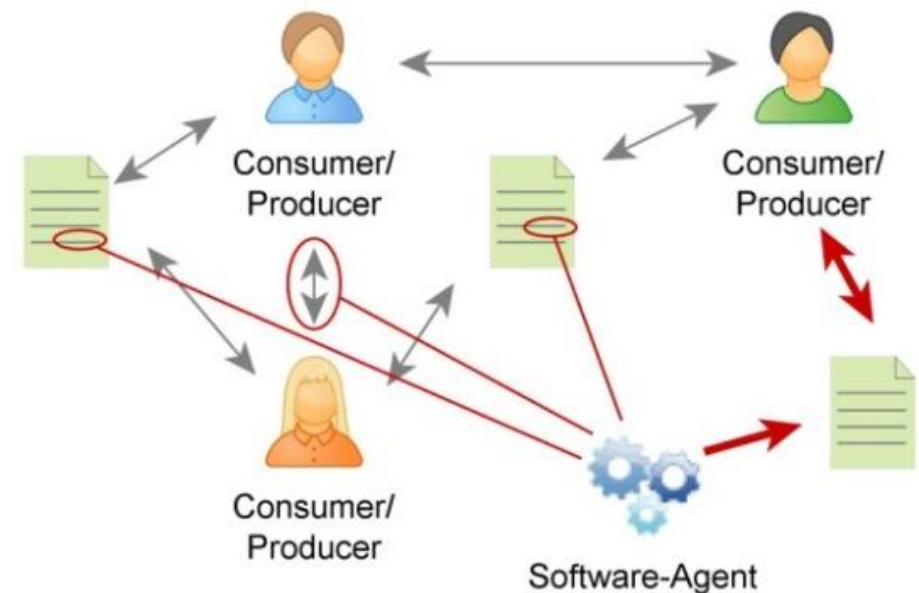 Consumer/
Producer
Consumer/
Producer
Consumer/
Producer
Software-Agent